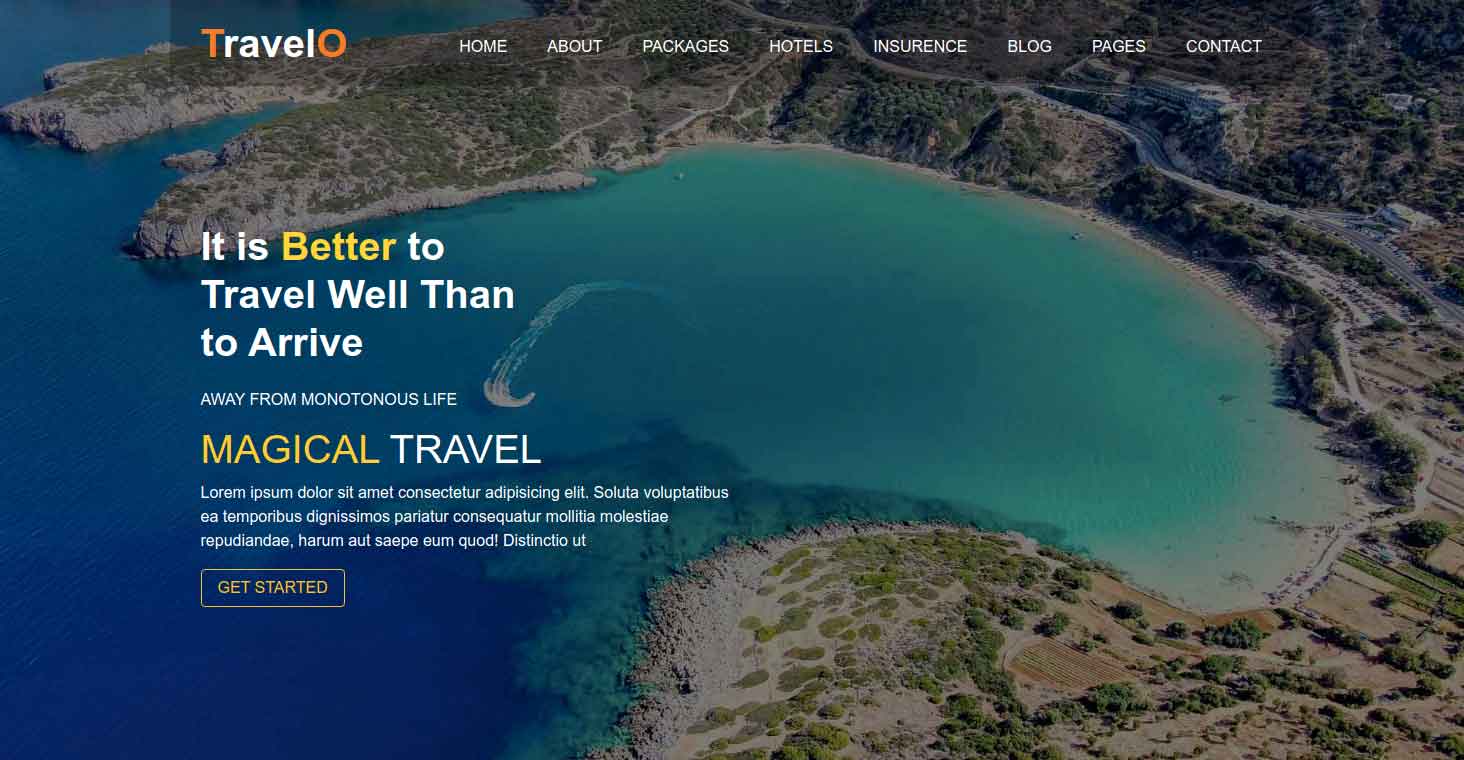 TravelO
HOME ABOUT PACKAGES HOTELS INSURENCE BLOG PAGES CONTACT
It is Better to
Travel Well Than
to Arrive
AWAY FROM MONOTONOUS LIFE
MAGICAL TRAVEL
Lorem ipsum dolor sit amet consectetur adipisicing elit. Soluta voluptatibus
ea temporibus dignissimos pariatur consequatur mollitia molestiae
repudiandae, harum aut saepe eum quod! Distinctio ut
GET STARTED